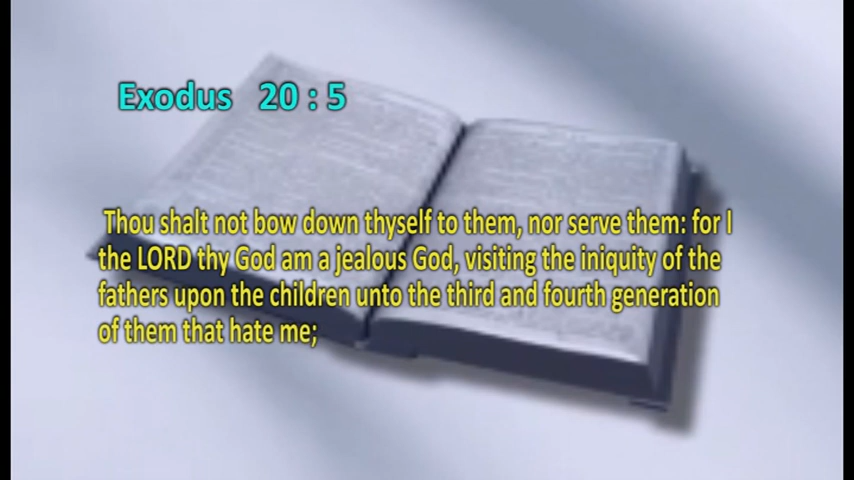 Exodus 20 : 5
Thou shalt not bow down thyself to them, nor serve them: for I
the LORD thy God am a jealous God, visiting the iniquity of the
fathers upon the children unto the third and fourth generation
of them that hate me;